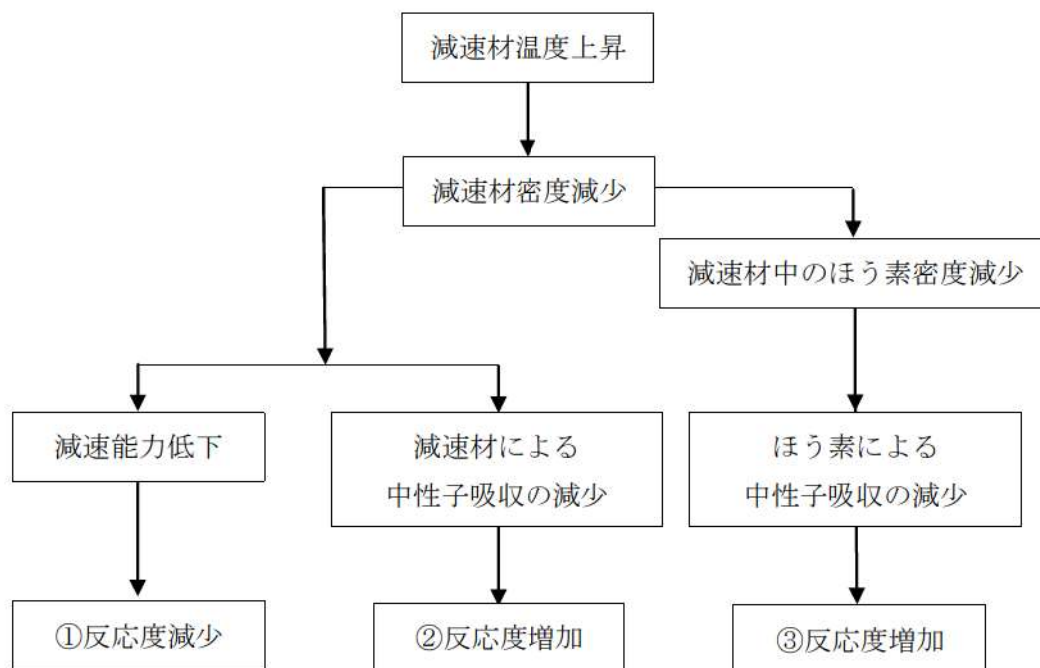 減速材温度上昇
減速材密度減少
減速材中のほう素密度減少
減速能力低下
減速材による
中性子吸収の減少
ほう素による
中性子吸収の減少
①反応度減少
②反応度増加
③反応度増加